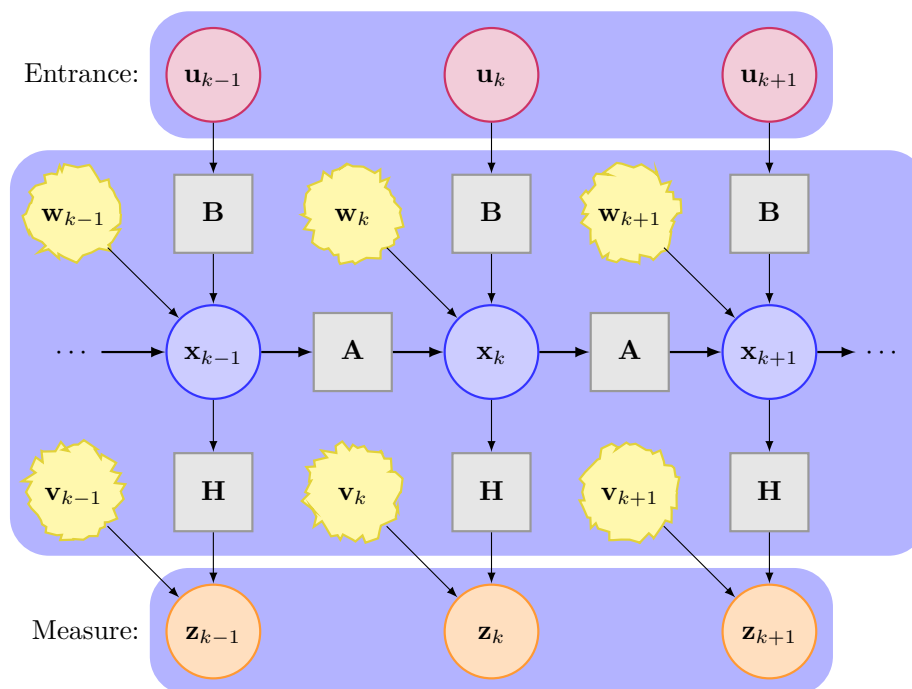 Entrance: u_{k−1} u_k u_{k+1}
w_{k−1} B w_k B w_{k+1} B
··· x_{k−1} A x_k A x_{k+1} ···
v_{k−1} H v_k H v_{k+1} H
Measure: z_{k−1} z_k z_{k+1}